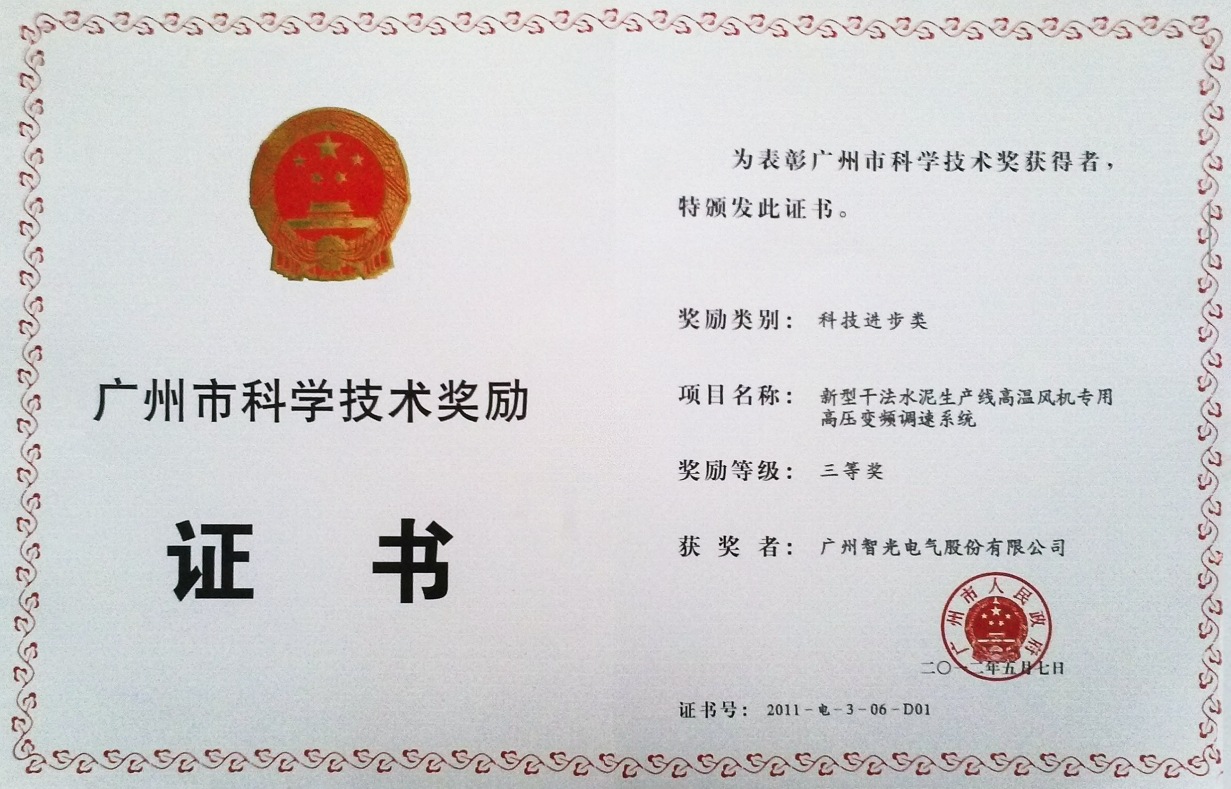 广州市科学技术奖励
证 书
为表彰广州市科学技术奖获得者，
特颁发此证书。
奖励类别： 科技进步类
项目名称： 新型干法水泥生产线高温风机专用
高压变频调速系统
奖励等级： 三等奖
获 奖 者： 广州智光电气股份有限公司
广州市人民政府
二〇一二年五月七日
证书号： 2011-电-3-06-D01